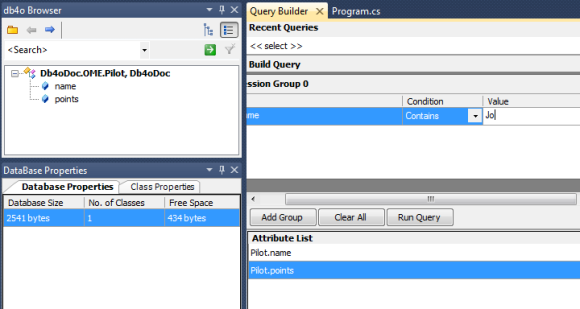 db4o Browser
<Search>
Db4oDoc.OME.Pilot, Db4oDoc
name
points
DataBase Properties
Database Properties Class Properties
Database Size No. of Classes Free Space
2541 bytes 1 434 bytes
Query Builder Program.cs
Recent Queries
<< select >>
Build Query
ession Group 0
Condition Value
me Contains Jo
Add Group Clear All Run Query
Attribute List
Pilot.name
Pilot.points